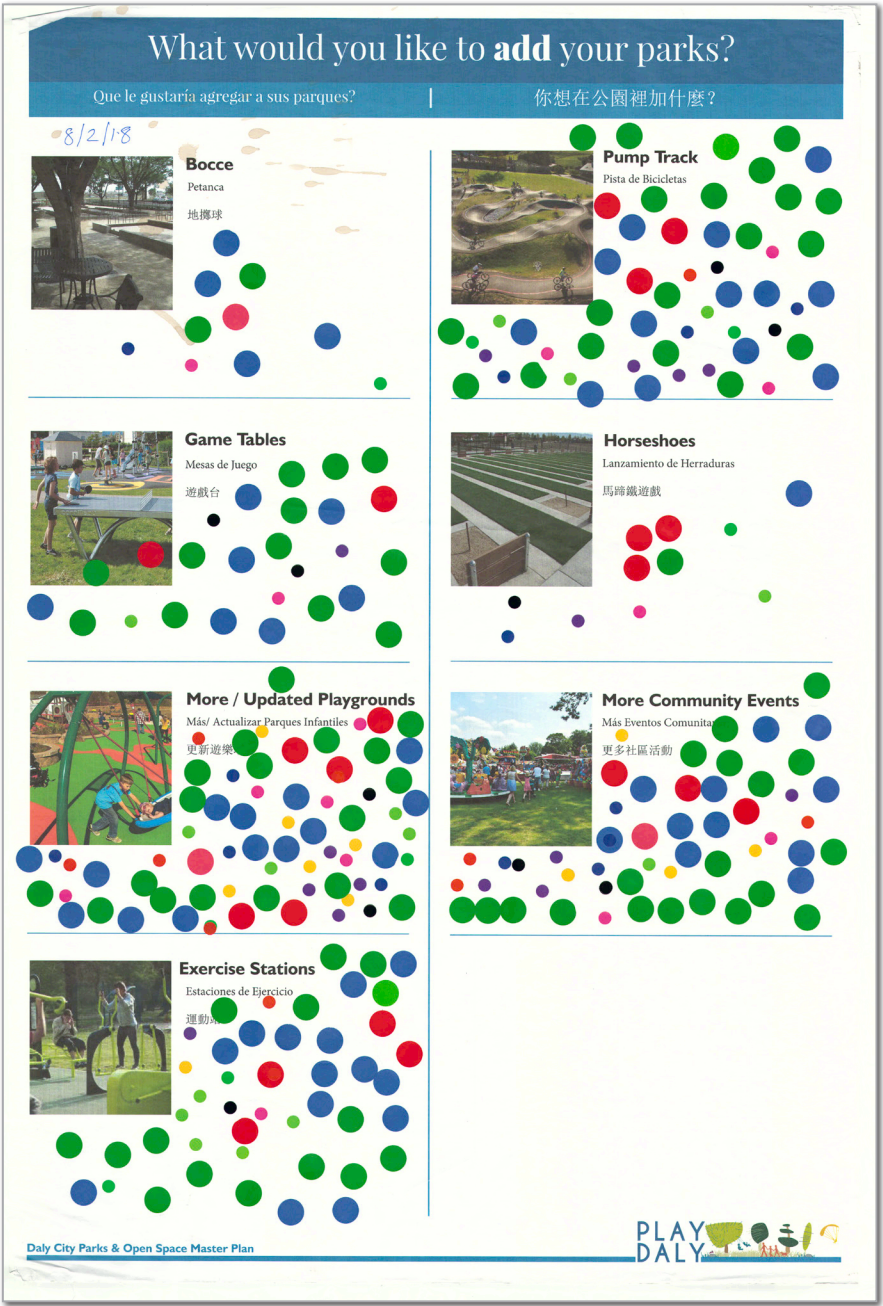 What would you like to add your parks?
Que le gustaría agregar a sus parques?
你想在公園裡加什麼？
8/2/18
Bocce
Petanca
地擲球
Pump Track
Pista de Bicicletas
Game Tables
Mesas de Juego
遊戲台
Horseshoes
Lanzamiento de Herraduras
馬蹄鐵遊戲
More / Updated Playgrounds
Más/ Actualizar Parques Infantiles
更新遊樂
More Community Events
Más Eventos Comunita
更多社區活動
Exercise Stations
Estaciones de Ejercicio
運動
Daly City Parks & Open Space Master Plan
PLAY
DALY